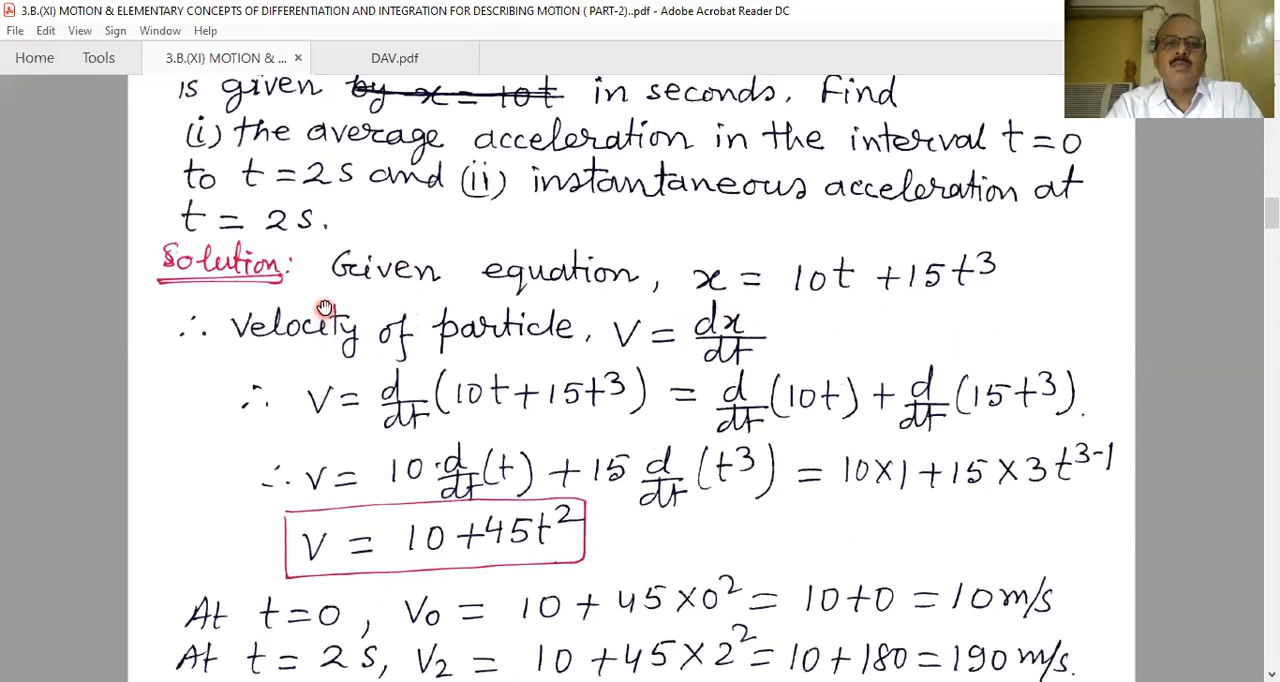 3.B.(XI) MOTION & ELEMENTARY CONCEPTS OF DIFFERENTIATION AND INTEGRATION FOR DESCRIBING MOTION ( PART-2)..pdf - Adobe Acrobat Reader DC
File Edit View Sign Window Help
Home Tools 3.B.(XI) MOTION & ... × DAV.pdf
is given by x = 10t in seconds. Find
(i) the average acceleration in the interval t = 0
to t = 2s and (ii) instantaneous acceleration at
t = 2s.
Solution: Given equation, x = 10t + 15t³
∴ Velocity of particle, V = dx/dt
∴ V = d/dt (10t + 15t³) = d/dt (10t) + d/dt (15t³).
∴ V = 10 · d/dt (t) + 15 d/dt (t³) = 10 × 1 + 15 × 3t³⁻¹
V = 10 + 45t²
At t = 0, V₀ = 10 + 45 × 0² = 10 + 0 = 10 m/s
At t = 2s, V₂ = 10 + 45 × 2² = 10 + 180 = 190 m/s.